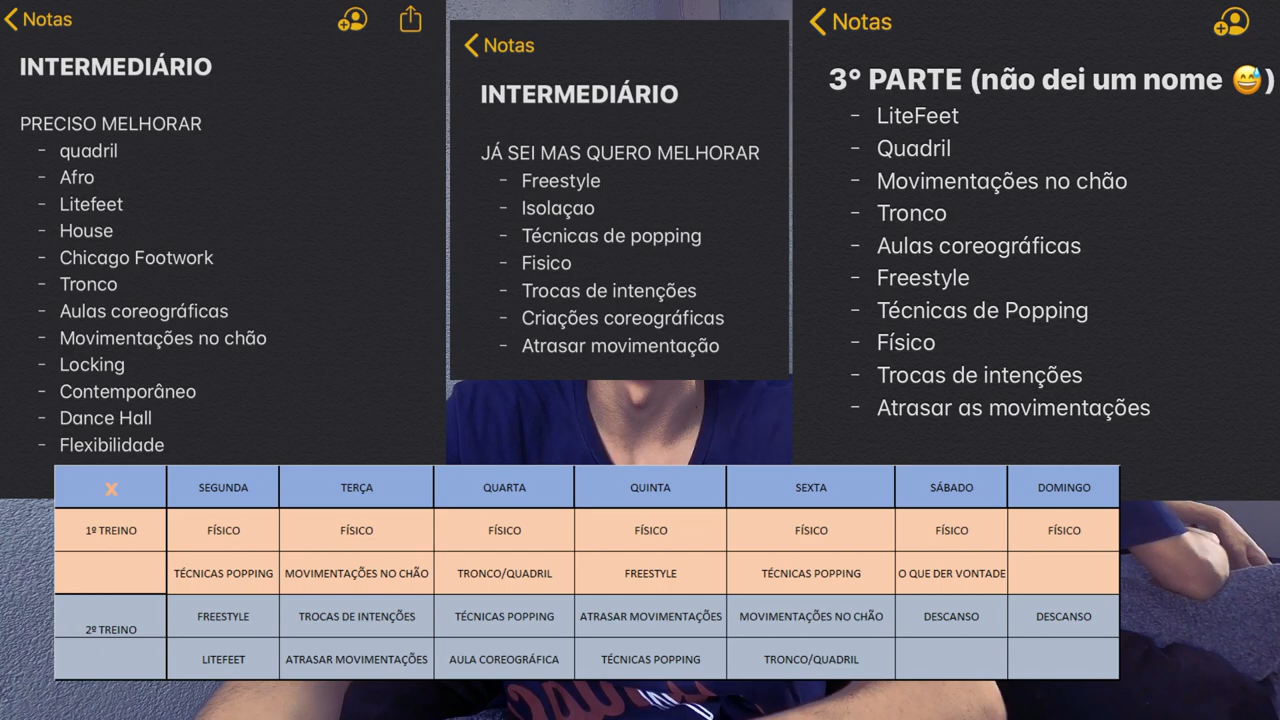 Notas
INTERMEDIÁRIO
PRECISO MELHORAR
- quadril
- Afro
- Litefeet
- House
- Chicago Footwork
- Tronco
- Aulas coreográficas
- Movimentações no chão
- Locking
- Contemporâneo
- Dance Hall
- Flexibilidade
Notas
INTERMEDIÁRIO
JÁ SEI MAS QUERO MELHORAR
- Freestyle
- Isolaçao
- Técnicas de popping
- Fisico
- Trocas de intenções
- Criações coreográficas
- Atrasar movimentação
Notas
3° PARTE (não dei um nome 😅)
- LiteFeet
- Quadril
- Movimentações no chão
- Tronco
- Aulas coreográficas
- Freestyle
- Técnicas de Popping
- Físico
- Trocas de intenções
- Atrasar as movimentações
X SEGUNDA TERÇA QUARTA QUINTA SEXTA SÁBADO DOMINGO
1º TREINO FÍSICO FÍSICO FÍSICO FÍSICO FÍSICO FÍSICO FÍSICO
TÉCNICAS POPPING MOVIMENTAÇÕES NO CHÃO TRONCO/QUADRIL FREESTYLE TÉCNICAS POPPING O QUE DER VONTADE
2º TREINO FREESTYLE TROCAS DE INTENÇÕES TÉCNICAS POPPING ATRASAR MOVIMENTAÇÕES MOVIMENTAÇÕES NO CHÃO DESCANSO DESCANSO
LITEFEET ATRASAR MOVIMENTAÇÕES AULA COREOGRÁFICA TÉCNICAS POPPING TRONCO/QUADRIL